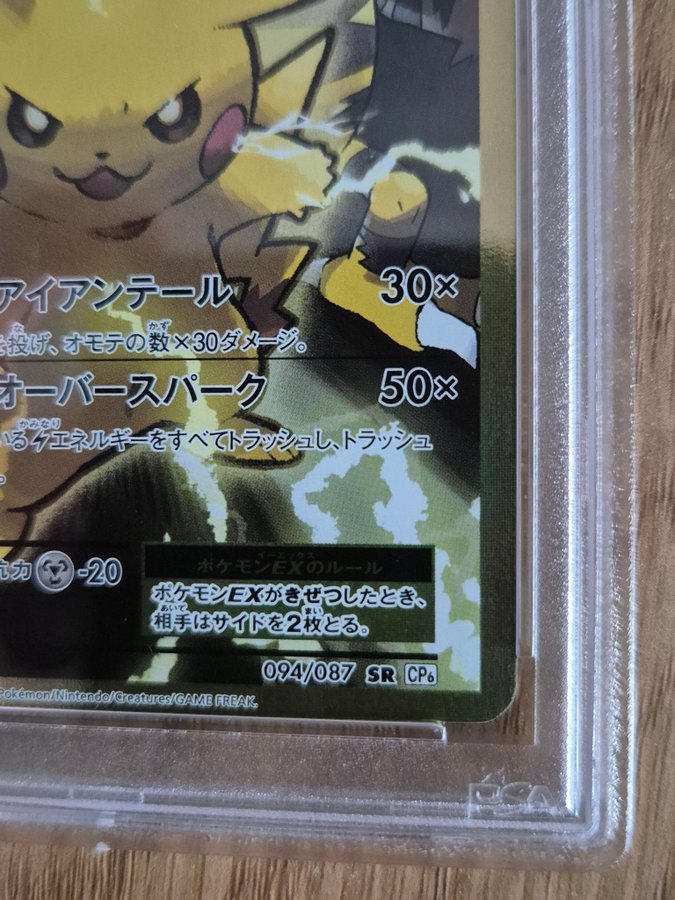 アイアンテール 30×
を投げ、オモテの数×30ダメージ。
オーバースパーク 50×
いるエネルギーをすべてトラッシュし、トラッシュ
抗力 -20
ポケモンEXのルール
ポケモンEXがきぜつしたとき、
相手はサイドを2枚とる。
094/087 SR CP6
Pokémon/Nintendo/Creatures/GAME FREAK.
PSA